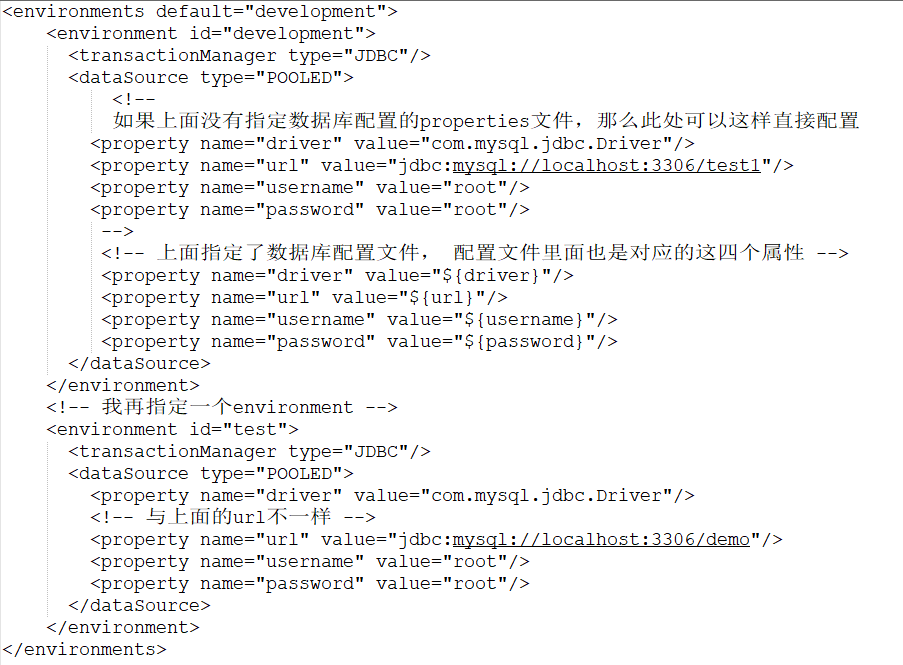 <environments default="development">
<environment id="development">
<transactionManager type="JDBC"/>
<dataSource type="POOLED">
<!--
如果上面没有指定数据库配置的properties文件，那么此处可以这样直接配置
<property name="driver" value="com.mysql.jdbc.Driver"/>
<property name="url" value="jdbc:mysql://localhost:3306/test1"/>
<property name="username" value="root"/>
<property name="password" value="root"/>
-->
<!-- 上面指定了数据库配置文件， 配置文件里面也是对应的这四个属性 -->
<property name="driver" value="${driver}"/>
<property name="url" value="${url}"/>
<property name="username" value="${username}"/>
<property name="password" value="${password}"/>
</dataSource>
</environment>
<!-- 我再指定一个environment -->
<environment id="test">
<transactionManager type="JDBC"/>
<dataSource type="POOLED">
<property name="driver" value="com.mysql.jdbc.Driver"/>
<!-- 与上面的url不一样 -->
<property name="url" value="jdbc:mysql://localhost:3306/demo"/>
<property name="username" value="root"/>
<property name="password" value="root"/>
</dataSource>
</environment>
</environments>